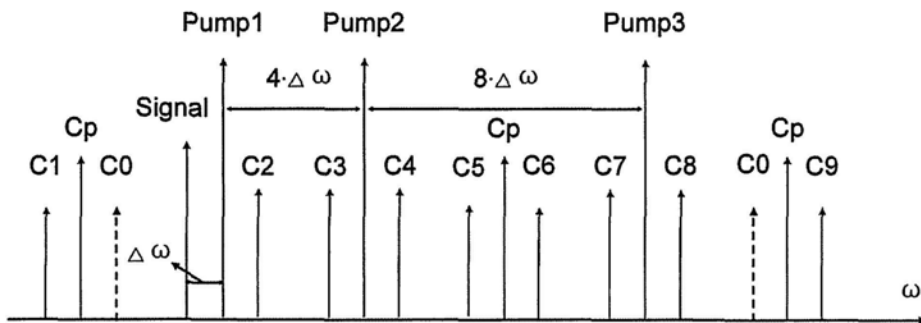 Pump1 Pump2 Pump3
4·△ω 8·△ω
Signal
Cp Cp Cp
C1 C0 C2 C3 C4 C5 C6 C7 C8 C0 C9
△ω
ω